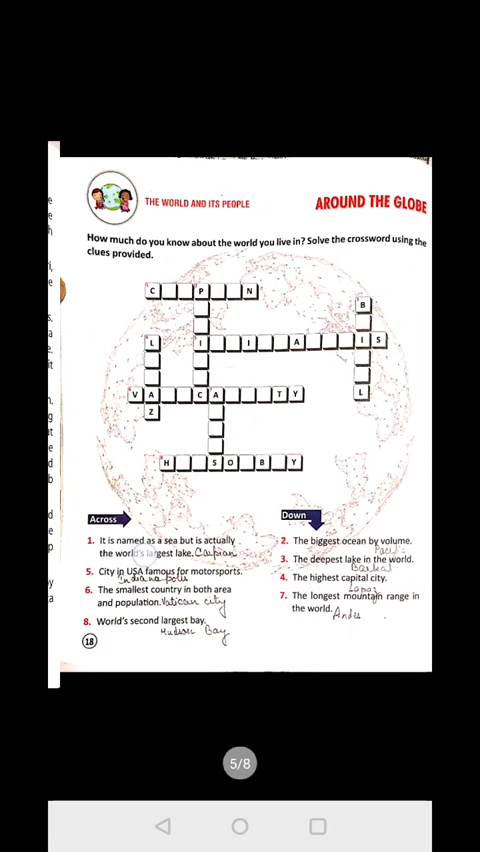 THE WORLD AND ITS PEOPLE
AROUND THE GLOBE
How much do you know about the world you live in? Solve the crossword using the
clues provided.
C P N
B
L I I A I S
V A C A T Y
L
Z
H S O B Y
Across
1. It is named as a sea but is actually
the world's largest lake. Caspian
5. City in USA famous for motorsports.
Indiana polis
6. The smallest country in both area
and population. Vatican city
8. World's second largest bay.
Hudson Bay
Down
2. The biggest ocean by volume.
Pacific
3. The deepest lake in the world.
Baikal
4. The highest capital city.
Lapaz
7. The longest mountain range in
the world. Andes
18
5/8